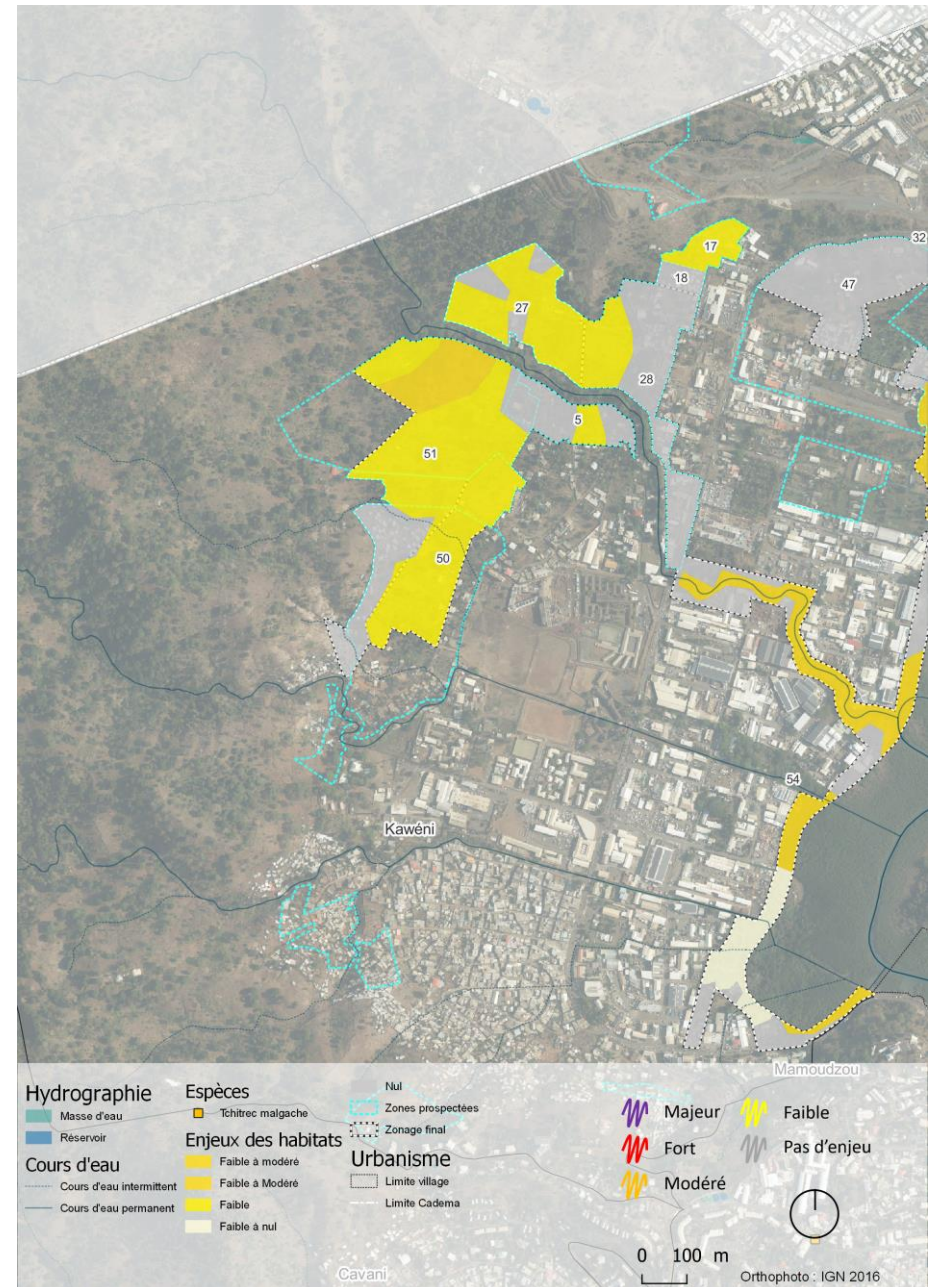 32
17
18
47
27
28
5
51
50
54
Kawéni
Mamoudzou
Hydrographie
Masse d'eau
Réservoir
Cours d'eau
Cours d'eau intermittent
Cours d'eau permanent
Espèces
Tchitrec malgache
Enjeux des habitats
Faible à modéré
Faible à Modéré
Faible
Faible à nul
Nul
Zones prospectées
Zonage final
Urbanisme
Limite village
Limite Cadema
Majeur
Fort
Modéré
Faible
Pas d'enjeu
0 100 m
Orthophoto : IGN 2016
Cavani